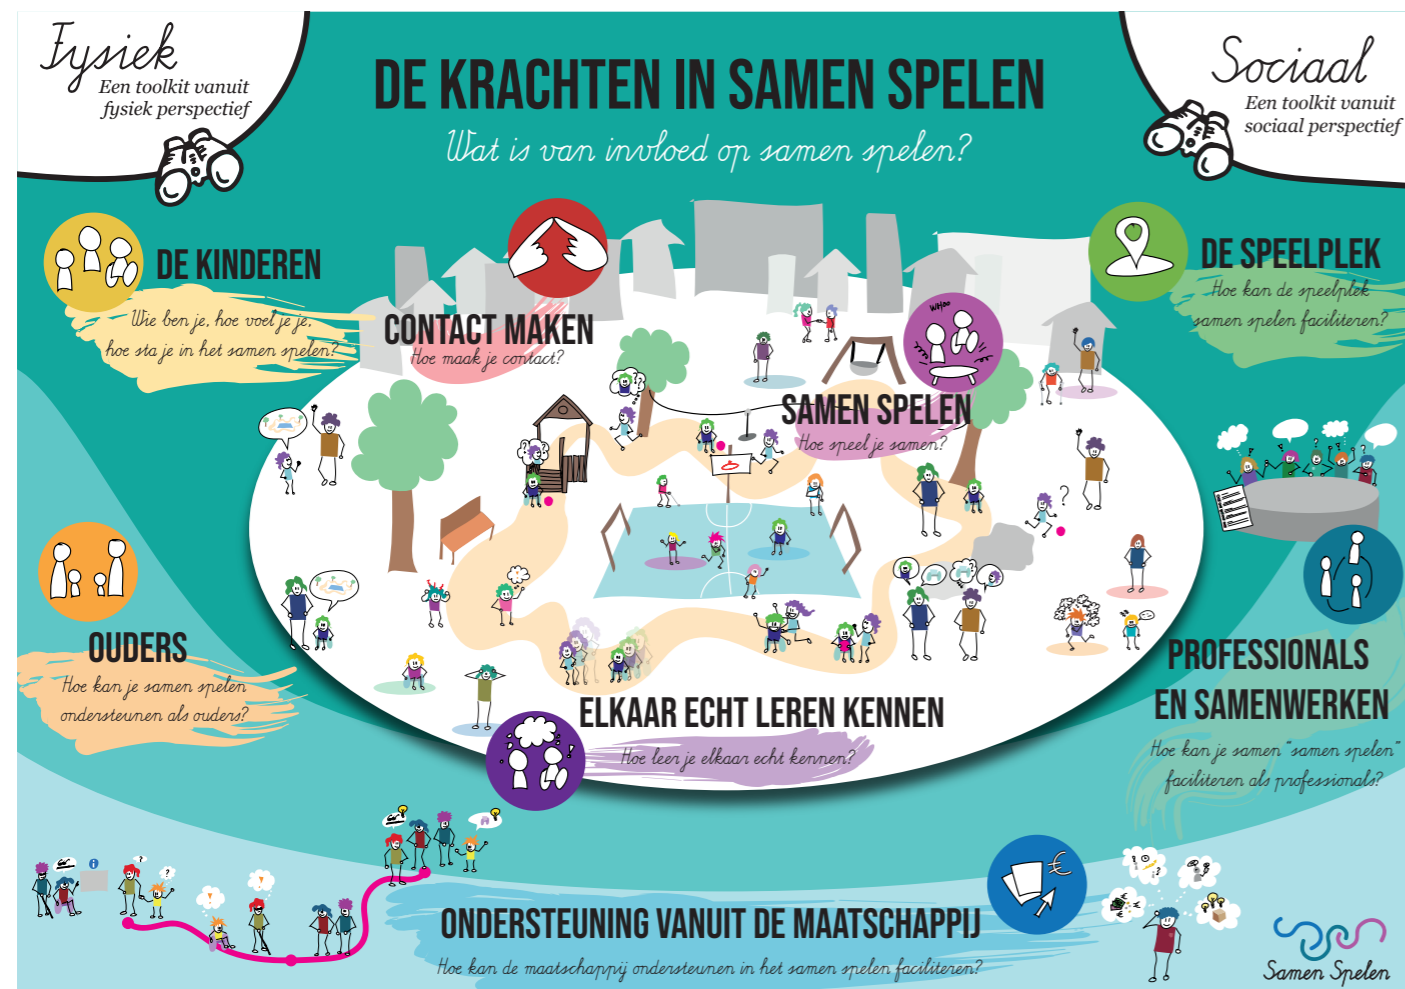 Fysiek
Een toolkit vanuit
fysiek perspectief
DE KRACHTEN IN SAMEN SPELEN
Wat is van invloed op samen spelen?
Sociaal
Een toolkit vanuit
sociaal perspectief
DE KINDEREN
Wie ben je, hoe voel je je,
hoe sta je in het samen spelen?
CONTACT MAKEN
Hoe maak je contact?
WHOO
SAMEN SPELEN
Hoe speel je samen?
DE SPEELPLEK
Hoe kan de speelplek
samen spelen faciliteren?
OUDERS
Hoe kan je samen spelen
ondersteunen als ouders?
ELKAAR ECHT LEREN KENNEN
Hoe leer je elkaar echt kennen?
PROFESSIONALS
EN SAMENWERKEN
Hoe kan je samen "samen spelen"
faciliteren als professionals?
ONDERSTEUNING VANUIT DE MAATSCHAPPIJ
Hoe kan de maatschappij ondersteunen in het samen spelen faciliteren?
€
Samen Spelen